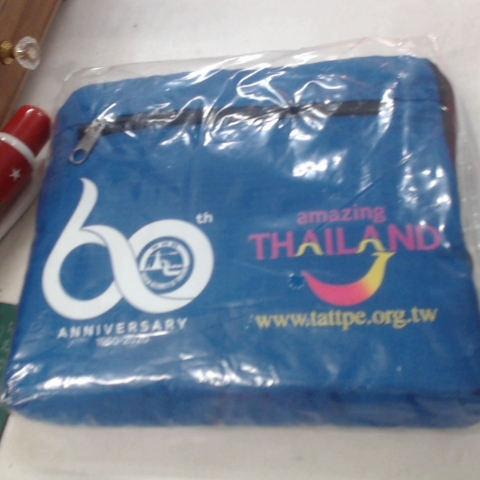 60th
ANNIVERSARY
amazing
THAILAND
www.tattpe.org.tw